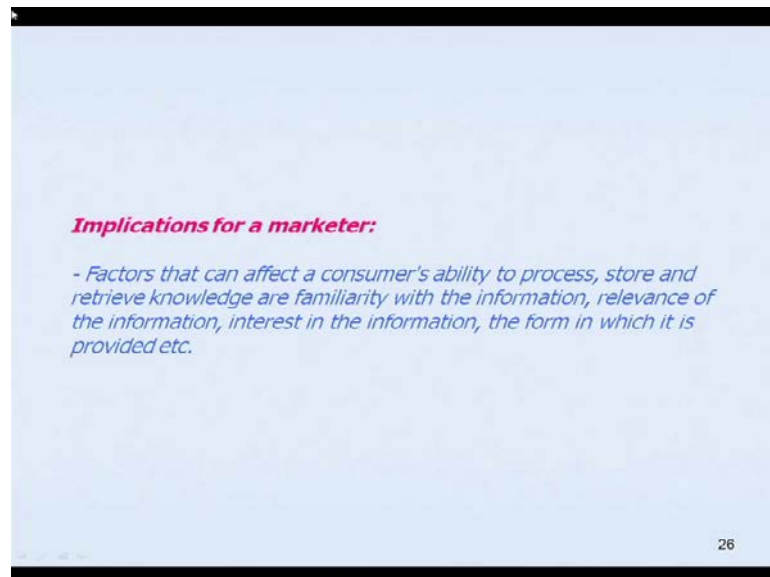 Implications for a marketer:
- Factors that can affect a consumer's ability to process, store and
retrieve knowledge are familiarity with the information, relevance of
the information, interest in the information, the form in which it is
provided etc.
26